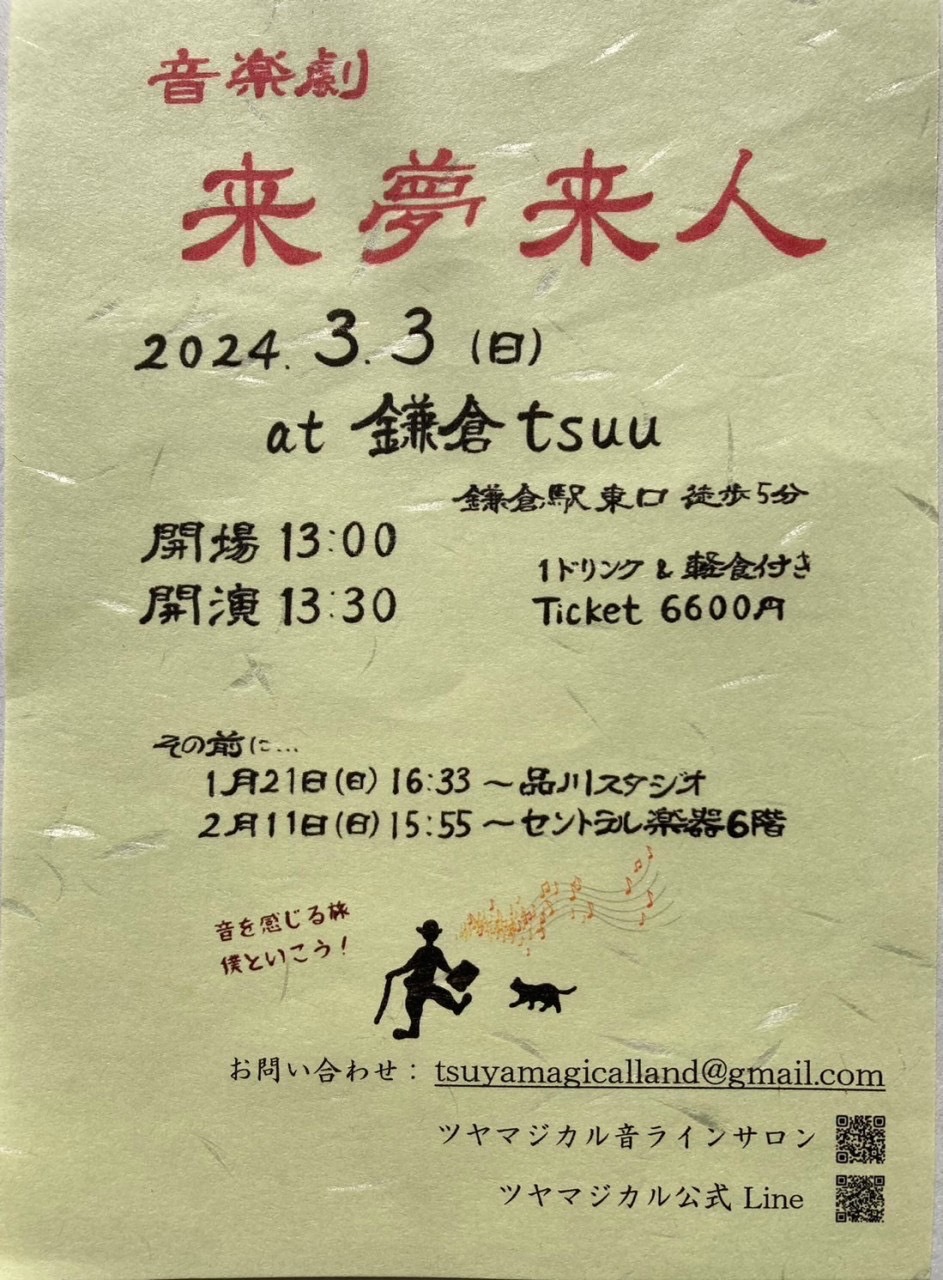 音楽劇
来夢来人
2024. 3. 3 (日)
at 鎌倉 tsuu
鎌倉駅 東口 徒歩5分
開場 13:00
1ドリンク & 軽食付き
開演 13:30
Ticket 6600円
その前に...
1月21日(日) 16:33 〜品川スタジオ
2月11日(日) 15:55 〜セントラル楽器6階
音を感じる旅
僕といこう!
お問い合わせ: tsuyamagicalland@gmail.com
ツヤマジカル音ラインサロン
ツヤマジカル公式 Line